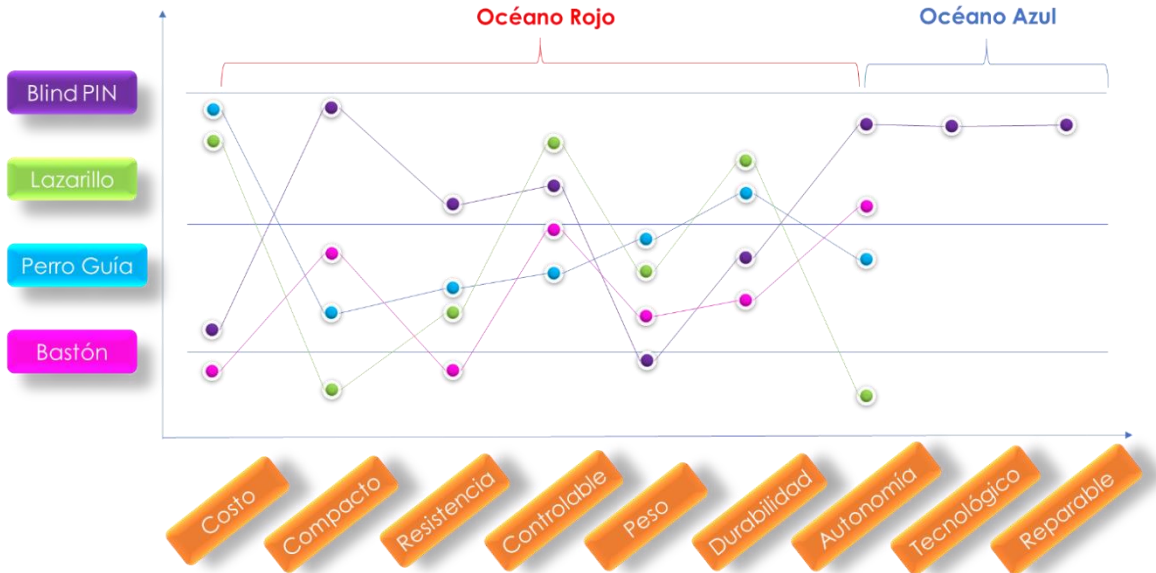 Océano Rojo
Océano Azul
Blind PIN
Lazarillo
Perro Guía
Bastón
Costo
Compacto
Resistencia
Controlable
Peso
Durabilidad
Autonomía
Tecnológico
Reparable